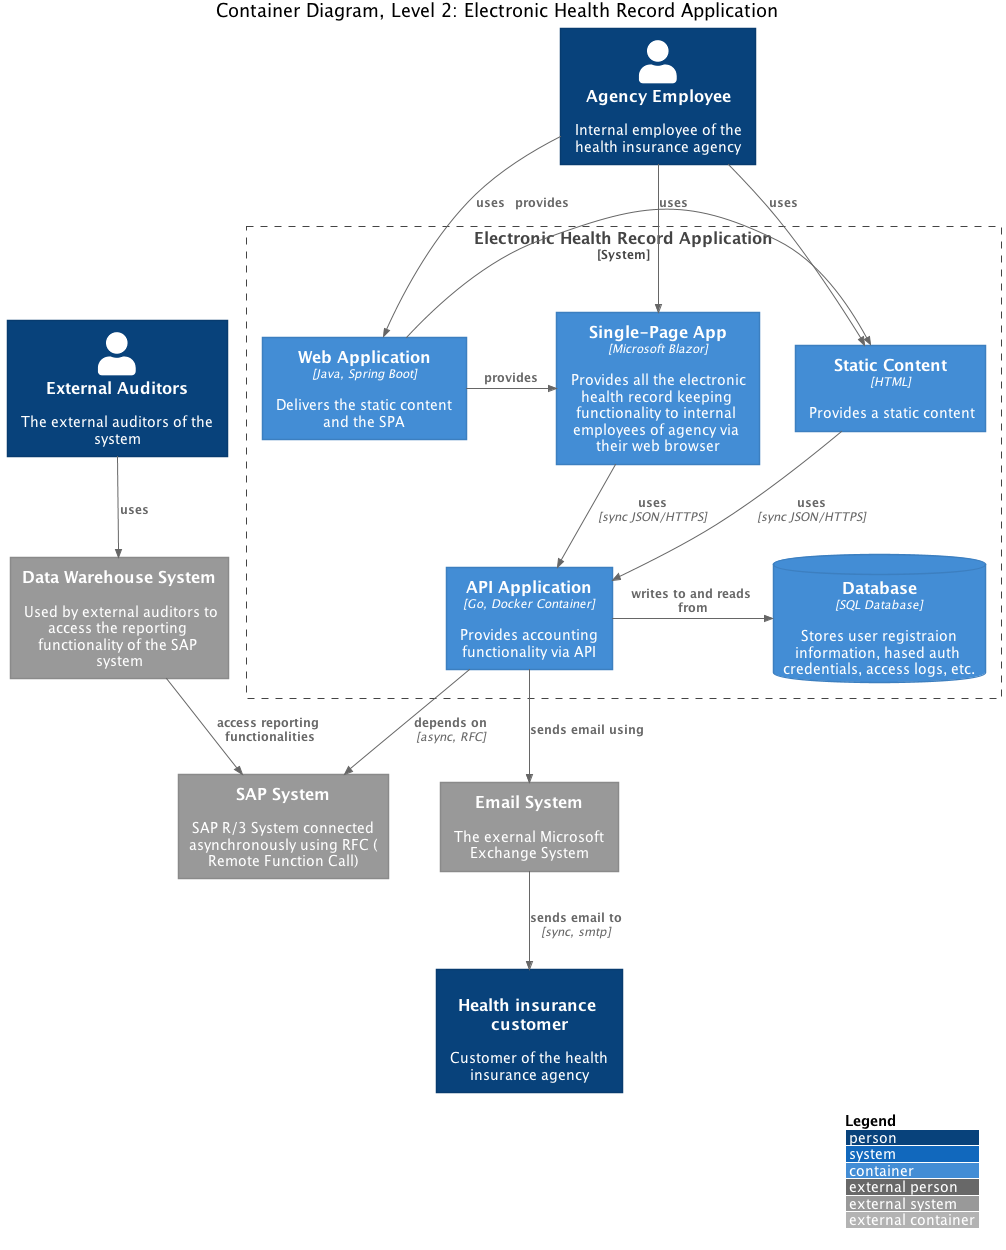 Container Diagram, Level 2: Electronic Health Record Application
Agency Employee
Internal employee of the
health insurance agency
uses
provides
uses
uses
Electronic Health Record Application
[System]
External Auditors
The external auditors of the
system
Web Application
[Java, Spring Boot]
Delivers the static content
and the SPA
provides
Single-Page App
[Microsoft Blazor]
Provides all the electronic
health record keeping
functionality to internal
employees of agency via
their web browser
Static Content
[HTML]
Provides a static content
uses
uses
[sync JSON/HTTPS]
uses
[sync JSON/HTTPS]
Data Warehouse System
Used by external auditors to
access the reporting
functionality of the SAP
system
API Application
[Go, Docker Container]
Provides accounting
functionality via API
writes to and reads
from
Database
[SQL Database]
Stores user registraion
information, hased auth
credentials, access logs, etc.
access reporting
functionalities
depends on
[async, RFC]
sends email using
SAP System
SAP R/3 System connected
asynchronously using RFC (
Remote Function Call)
Email System
The exernal Microsoft
Exchange System
sends email to
[sync, smtp]
Health insurance
customer
Customer of the health
insurance agency
Legend
person
system
container
external person
external system
external container